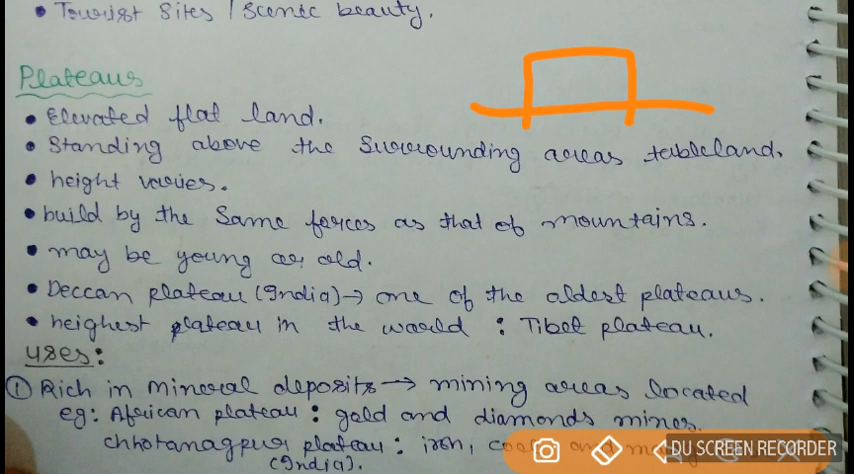 • Tourist Sites / Scenic beauty.
Plateaus
• Elevated flat land.
• Standing above the Surrounding areas tableland.
• height varies.
• build by the Same forces as that of mountains.
• may be young or old.
• Deccan plateau (India) → one of the oldest plateaus.
• heighest plateau in the world : Tibet plateau.
uses:
① Rich in mineral deposits → mining areas located
eg: African plateau : gold and diamonds mines.
chhotanagpur plateau : iron,
(India).
DU SCREEN RECORDER